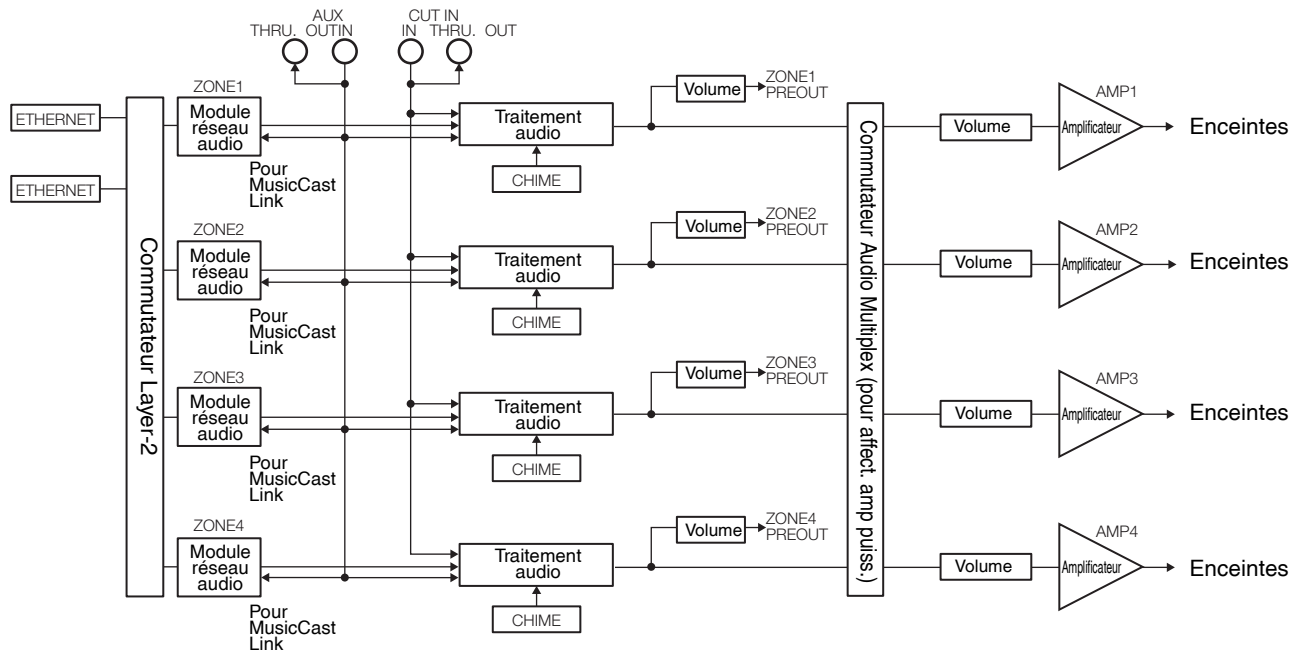 AUX
CUT IN
THRU. OUT IN
IN THRU. OUT
ZONE1
ETHERNET
ETHERNET
Commutateur Layer-2
Module
réseau
audio
Pour
MusicCast
Link
Traitement
audio
CHIME
Volume
ZONE1
PREOUT
Commutateur Audio Multiplex (pour affect. amp puiss.)
Volume
AMP1
Amplificateur
Enceintes
ZONE2
Module
réseau
audio
Pour
MusicCast
Link
Traitement
audio
CHIME
Volume
ZONE2
PREOUT
Volume
AMP2
Amplificateur
Enceintes
ZONE3
Module
réseau
audio
Pour
MusicCast
Link
Traitement
audio
CHIME
Volume
ZONE3
PREOUT
Volume
AMP3
Amplificateur
Enceintes
ZONE4
Module
réseau
audio
Pour
MusicCast
Link
Traitement
audio
CHIME
Volume
ZONE4
PREOUT
Volume
AMP4
Amplificateur
Enceintes